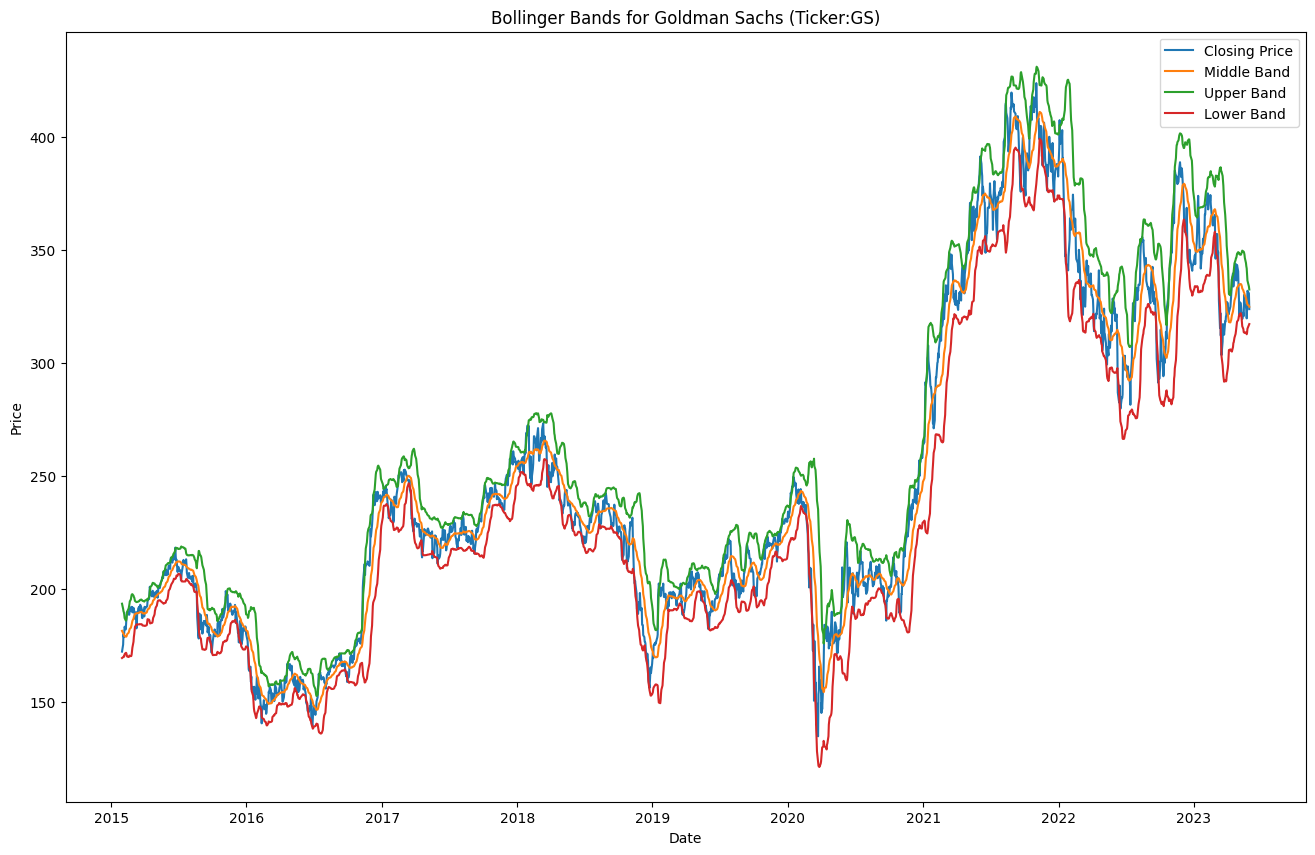 Bollinger Bands for Goldman Sachs (Ticker:GS)
Closing Price
Middle Band
Upper Band
Lower Band
Price
400
350
300
250
200
150
2015 2016 2017 2018 2019 2020 2021 2022 2023
Date